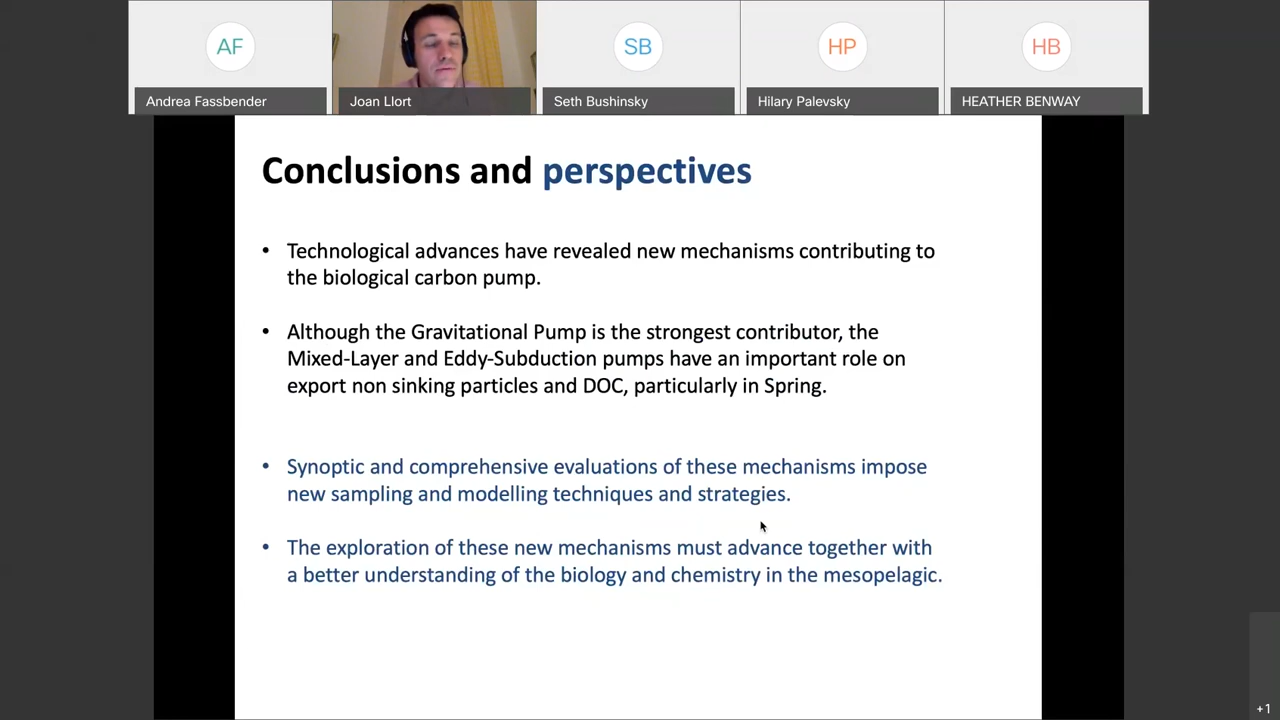 AF
SB
HP
HB
Andrea Fassbender
Joan Llort
Seth Bushinsky
Hilary Palevsky
HEATHER BENWAY
Conclusions and perspectives
• Technological advances have revealed new mechanisms contributing to
the biological carbon pump.
• Although the Gravitational Pump is the strongest contributor, the
Mixed-Layer and Eddy-Subduction pumps have an important role on
export non sinking particles and DOC, particularly in Spring.
• Synoptic and comprehensive evaluations of these mechanisms impose
new sampling and modelling techniques and strategies.
• The exploration of these new mechanisms must advance together with
a better understanding of the biology and chemistry in the mesopelagic.
+1